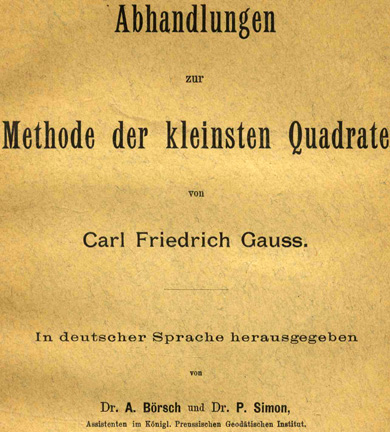 Abhandlungen
zur
Methode der kleinsten Quadrate
von
Carl Friedrich Gauss.
In deutscher Sprache herausgegeben
von
Dr. A. Börsch und Dr. P. Simon,
Assistenten im Königl. Preussischen Geodätischen Institut.